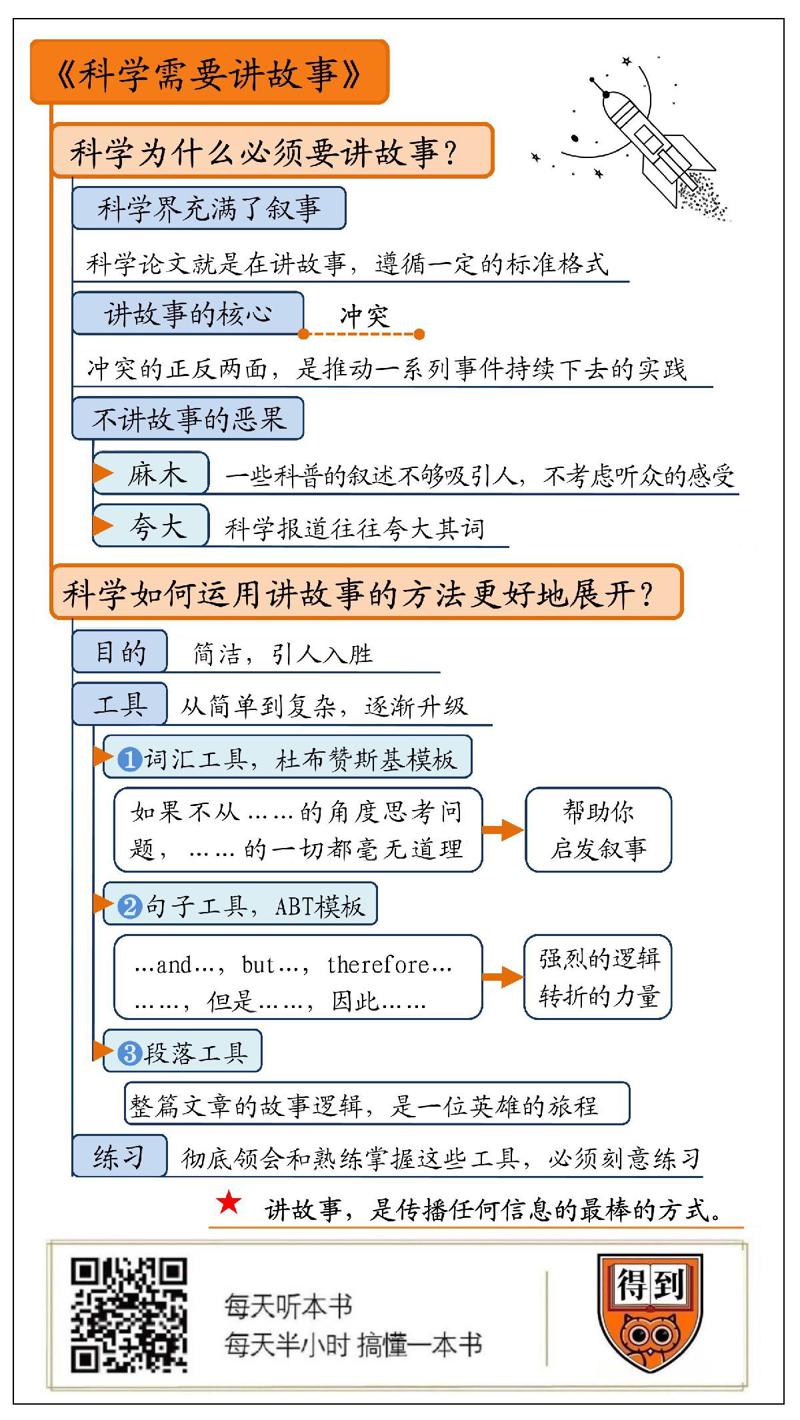 《科学需要讲故事》
科学为什么必须要讲故事？
科学界充满了叙事
科学论文就是在讲故事，遵循一定的标准格式
讲故事的核心 冲突
冲突的正反两面，是推动一系列事件持续下去的实践
不讲故事的恶果
麻木 一些科普的叙述不够吸引人，不考虑听众的感受
夸大 科学报道往往夸大其词
科学如何运用讲故事的方法更好地展开？
目的 简洁，引人入胜
工具 从简单到复杂，逐渐升级
❶词汇工具，杜布赞斯基模板
如果不从……的角度思考问
题，……的一切都毫无道理
帮助你
启发叙事
❷句子工具，ABT模板
…and…，but…，therefore…
……，但是……，因此……
强烈的逻辑
转折的力量
❸段落工具
整篇文章的故事逻辑，是一位英雄的旅程
练习 彻底领会和熟练掌握这些工具，必须刻意练习
★ 讲故事，是传播任何信息的最棒的方式。
每天听本书
每天半小时 搞懂一本书
得到